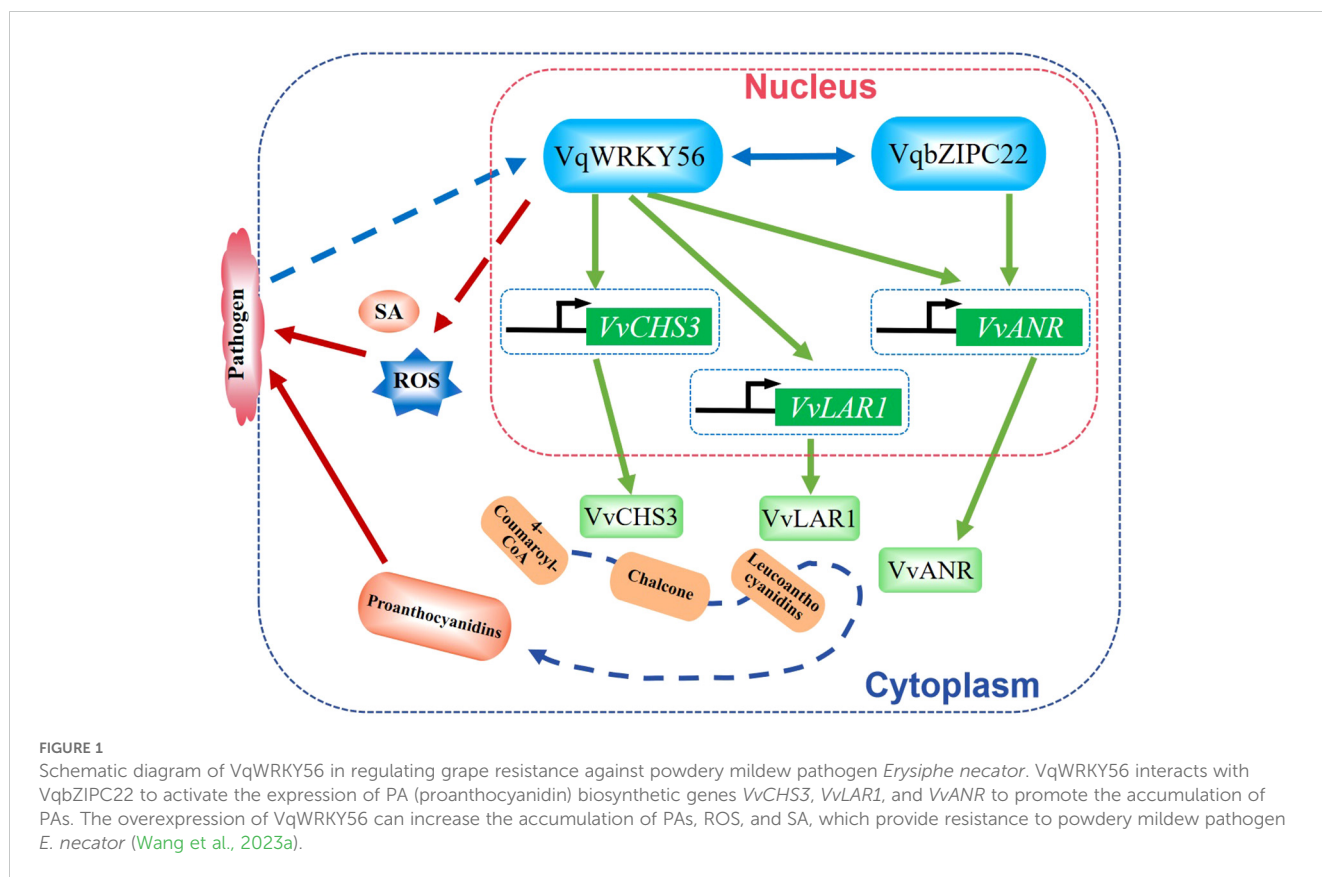 Nucleus
VqWRKY56
VqbZIPC22
Pathogen
SA
ROS
VvCHS3
VvANR
VvLAR1
VvCHS3
VvLAR1
VvANR
4-
Coumaroyl-
CoA
Chalcone
Leucoantho
cyanidins
Proanthocyanidins
Cytoplasm
FIGURE 1
Schematic diagram of VqWRKY56 in regulating grape resistance against powdery mildew pathogen Erysiphe necator. VqWRKY56 interacts with
VqbZIPC22 to activate the expression of PA (proanthocyanidin) biosynthetic genes VvCHS3, VvLAR1, and VvANR to promote the accumulation of
PAs. The overexpression of VqWRKY56 can increase the accumulation of PAs, ROS, and SA, which provide resistance to powdery mildew pathogen
E. necator (Wang et al., 2023a).